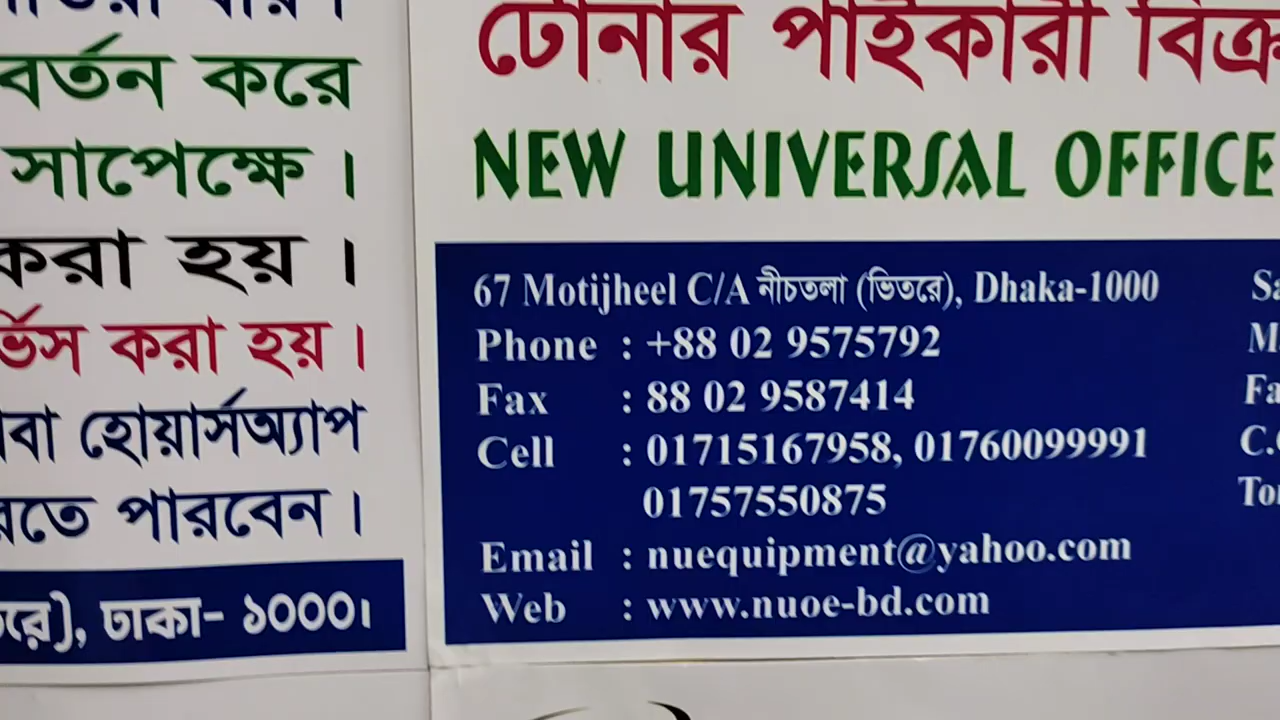 বর্তন করে
সাপেক্ষে ।
করা হয় ।
র্ভিস করা হয় ।
বা হোয়ার্সঅ্যাপ
রতে পারবেন ।
রে), ঢাকা- ১০০০।
টোনার পাইকারী বিক্র
NEW UNIVERSAL OFFICE
67 Motijheel C/A নীচতলা (ভিতরে), Dhaka-1000
Phone : +88 02 9575792
Fax : 88 02 9587414
Cell : 01715167958, 01760099991
01757550875
Email : nuequipment@yahoo.com
Web : www.nuoe-bd.com